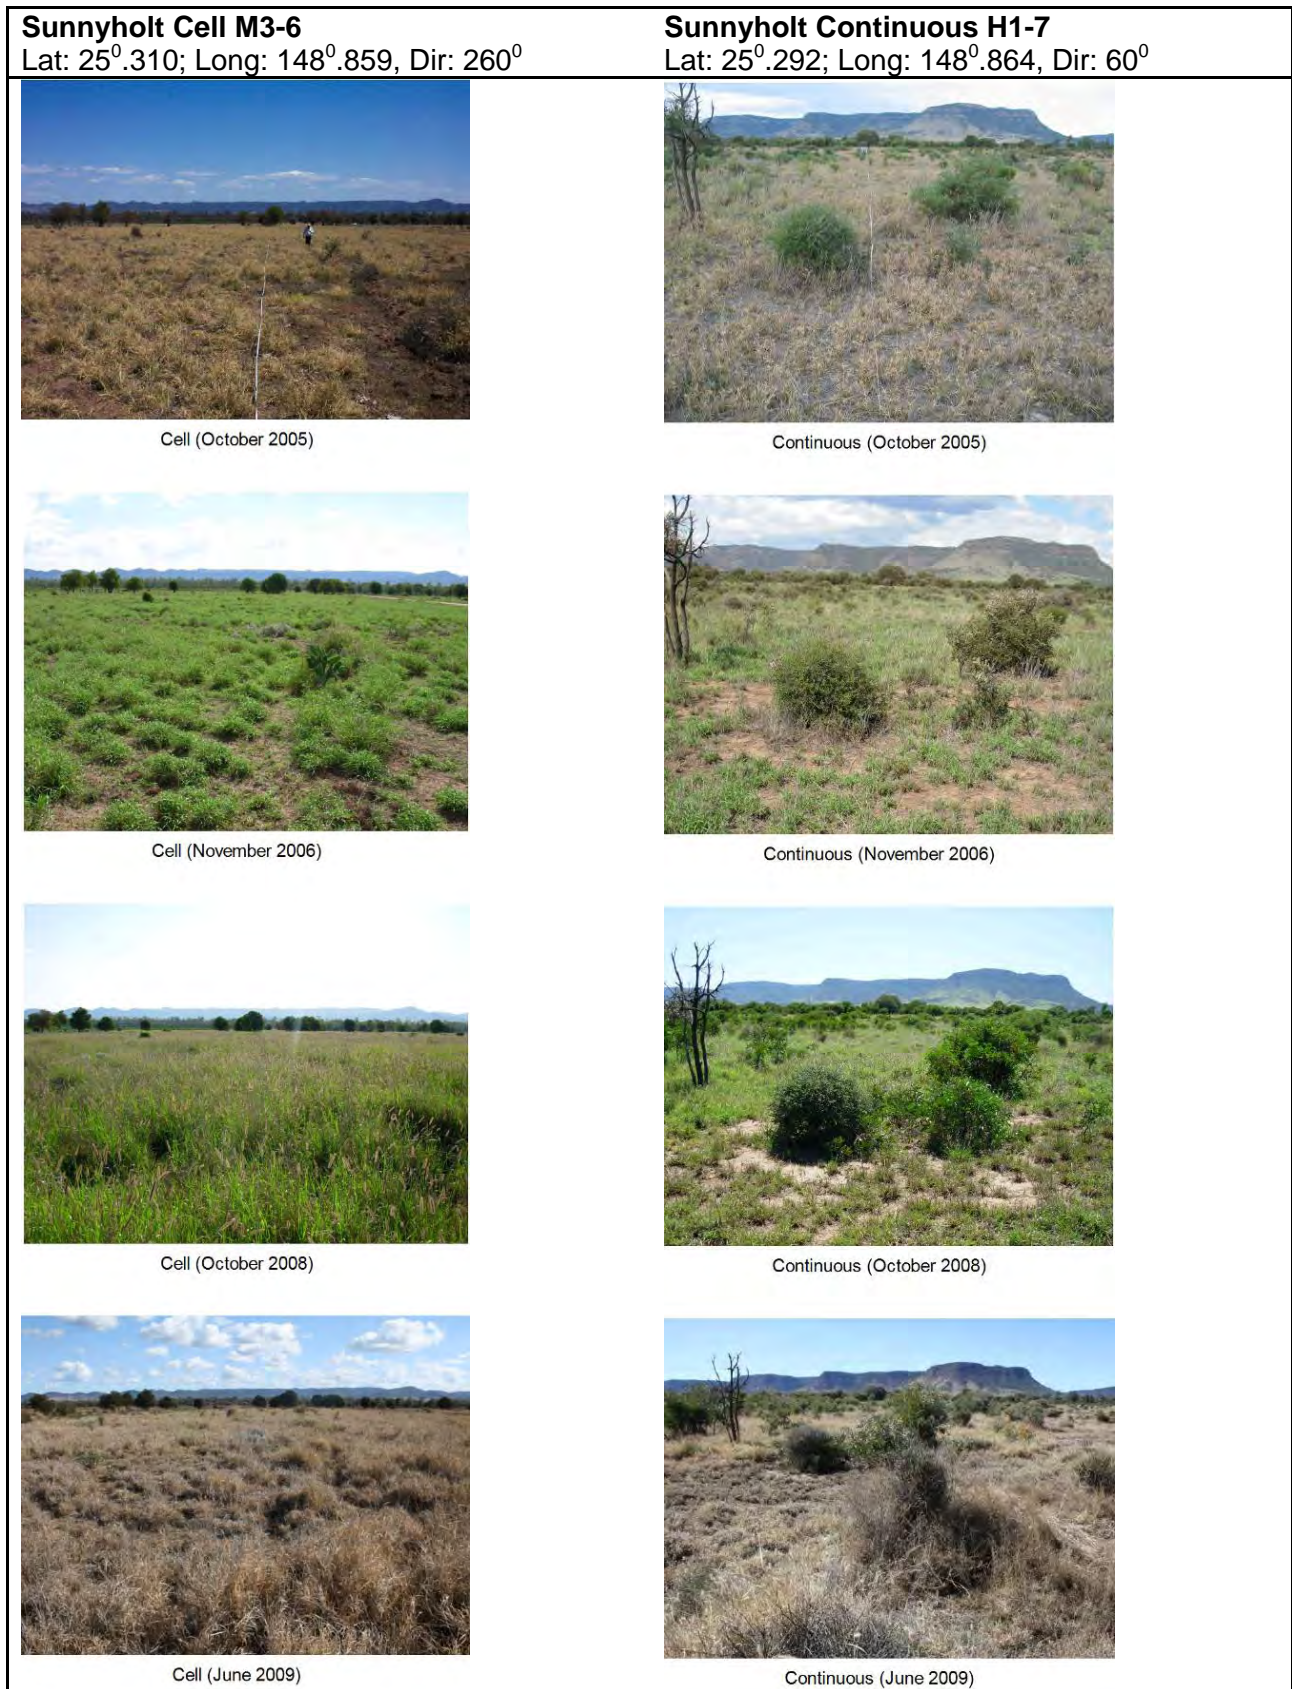 Sunnyholt Cell M3-6
Lat: 25⁰.310; Long: 148⁰.859, Dir: 260⁰
Sunnyholt Continuous H1-7
Lat: 25⁰.292; Long: 148⁰.864, Dir: 60⁰
Cell (October 2005)
Continuous (October 2005)
Cell (November 2006)
Continuous (November 2006)
Cell (October 2008)
Continuous (October 2008)
Cell (June 2009)
Continuous (June 2009)